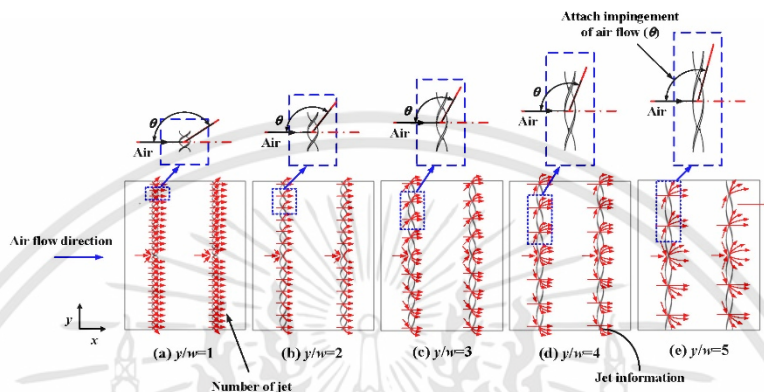 Attach impingement
of air flow (θ)
θ
Air
θ
Air
θ
Air
θ
Air
θ
Air
Air flow direction
y
x
(a) y/w=1
(b) y/w=2
(c) y/w=3
(d) y/w=4
(e) y/w=5
Number of jet
Jet information